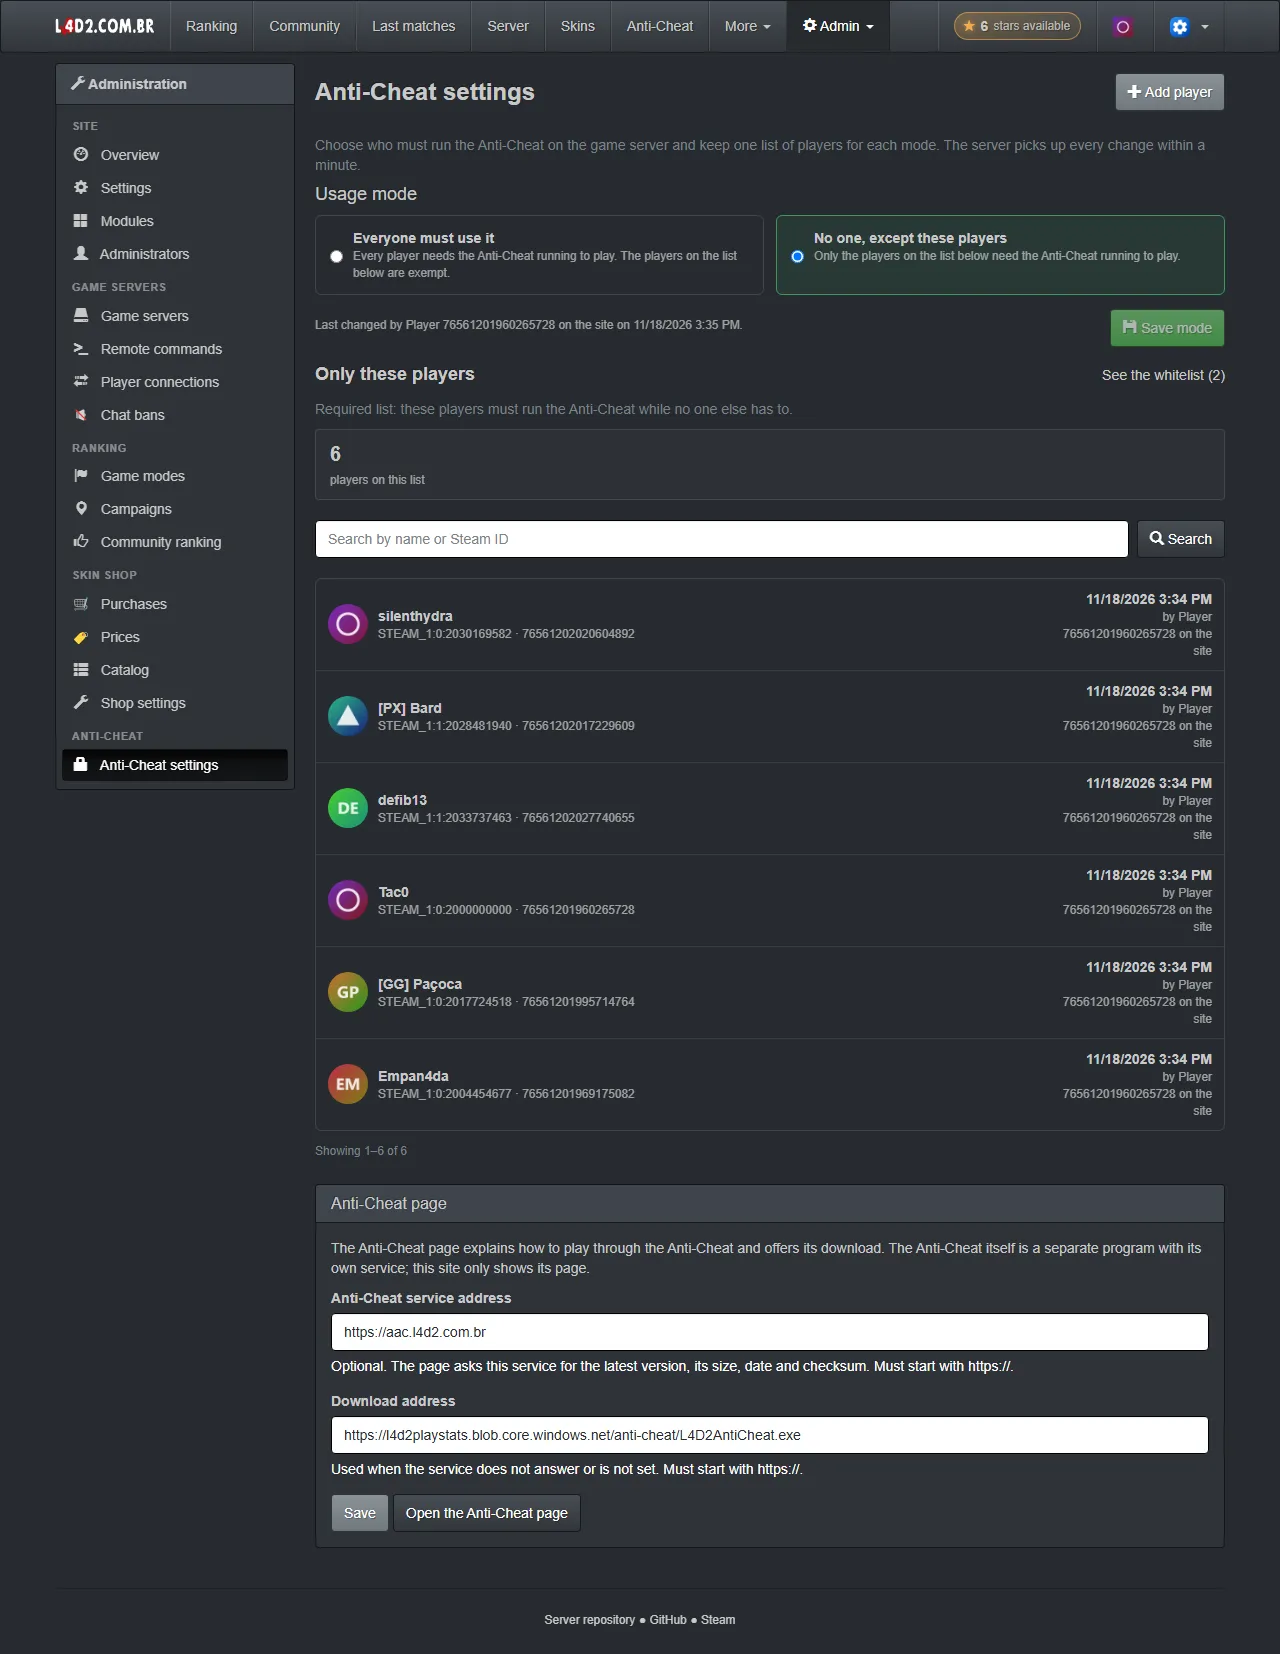 L4D2.COM.BR
Ranking
Community
Last matches
Server
Skins
Anti-Cheat
More
Admin
6 stars available
Administration
SITE
Overview
Settings
Modules
Administrators
GAME SERVERS
Game servers
Remote commands
Player connections
Chat bans
RANKING
Game modes
Campaigns
Community ranking
SKIN SHOP
Purchases
Prices
Catalog
Shop settings
ANTI-CHEAT
Anti-Cheat settings
Anti-Cheat settings
Add player
Choose who must run the Anti-Cheat on the game server and keep one list of players for each mode. The server picks up every change within a
minute.
Usage mode
Everyone must use it
Every player needs the Anti-Cheat running to play. The players on the list
below are exempt.
No one, except these players
Only the players on the list below need the Anti-Cheat running to play.
Last changed by Player 76561201960265728 on the site on 11/18/2026 3:35 PM.
Save mode
Only these players
See the whitelist (2)
Required list: these players must run the Anti-Cheat while no one else has to.
6
players on this list
Search by name or Steam ID
Search
silenthydra
STEAM_1:0:2030169582 · 76561202020604892
11/18/2026 3:34 PM
by Player
76561201960265728 on the
site
[PX] Bard
STEAM_1:1:2028481940 · 76561202017229609
11/18/2026 3:34 PM
by Player
76561201960265728 on the
site
DE
defib13
STEAM_1:1:2033737463 · 76561202027740655
11/18/2026 3:34 PM
by Player
76561201960265728 on the
site
Tac0
STEAM_1:0:2000000000 · 76561201960265728
11/18/2026 3:34 PM
by Player
76561201960265728 on the
site
GP
[GG] Paçoca
STEAM_1:0:2017724518 · 76561201995714764
11/18/2026 3:34 PM
by Player
76561201960265728 on the
site
EM
Empan4da
STEAM_1:0:2004454677 · 76561201969175082
11/18/2026 3:34 PM
by Player
76561201960265728 on the
site
Showing 1–6 of 6
Anti-Cheat page
The Anti-Cheat page explains how to play through the Anti-Cheat and offers its download. The Anti-Cheat itself is a separate program with its
own service; this site only shows its page.
Anti-Cheat service address
https://aac.l4d2.com.br
Optional. The page asks this service for the latest version, its size, date and checksum. Must start with https://.
Download address
https://l4d2playstats.blob.core.windows.net/anti-cheat/L4D2AntiCheat.exe
Used when the service does not answer or is not set. Must start with https://.
Save
Open the Anti-Cheat page
Server repository ● GitHub ● Steam